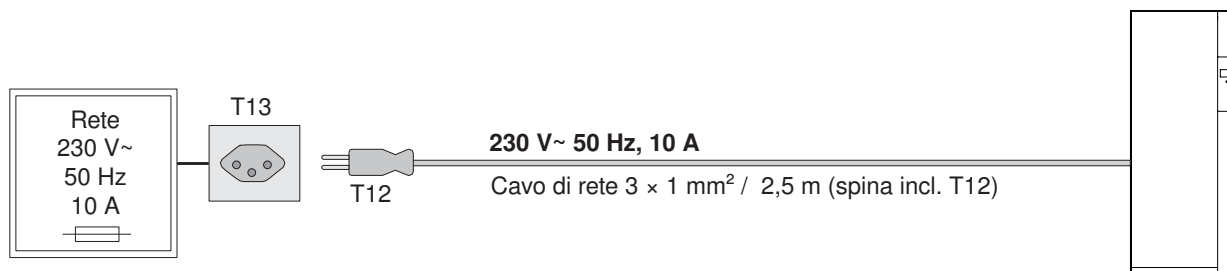 Rete
230 V~
50 Hz
10 A
T13
T12
230 V~ 50 Hz, 10 A
Cavo di rete 3 × 1 mm² / 2,5 m (spina incl. T12)